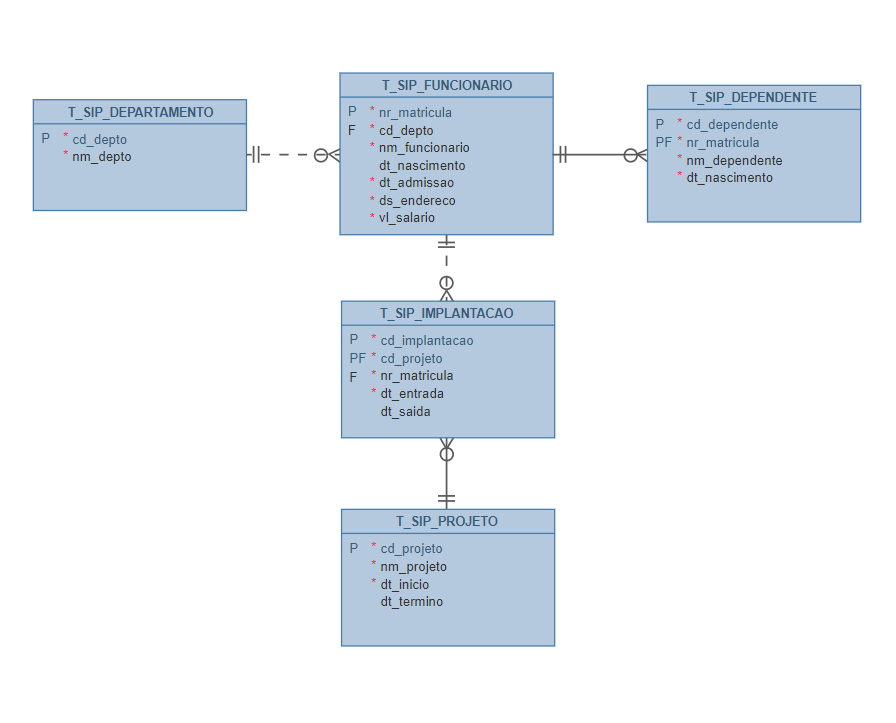 T_SIP_DEPARTAMENTO
P * cd_depto
* nm_depto
T_SIP_FUNCIONARIO
P * nr_matricula
F * cd_depto
* nm_funcionario
dt_nascimento
* dt_admissao
* ds_endereco
* vl_salario
T_SIP_DEPENDENTE
P * cd_dependente
PF * nr_matricula
* nm_dependente
* dt_nascimento
T_SIP_IMPLANTACAO
P * cd_implantacao
PF * cd_projeto
F * nr_matricula
* dt_entrada
dt_saida
T_SIP_PROJETO
P * cd_projeto
* nm_projeto
* dt_inicio
dt_termino